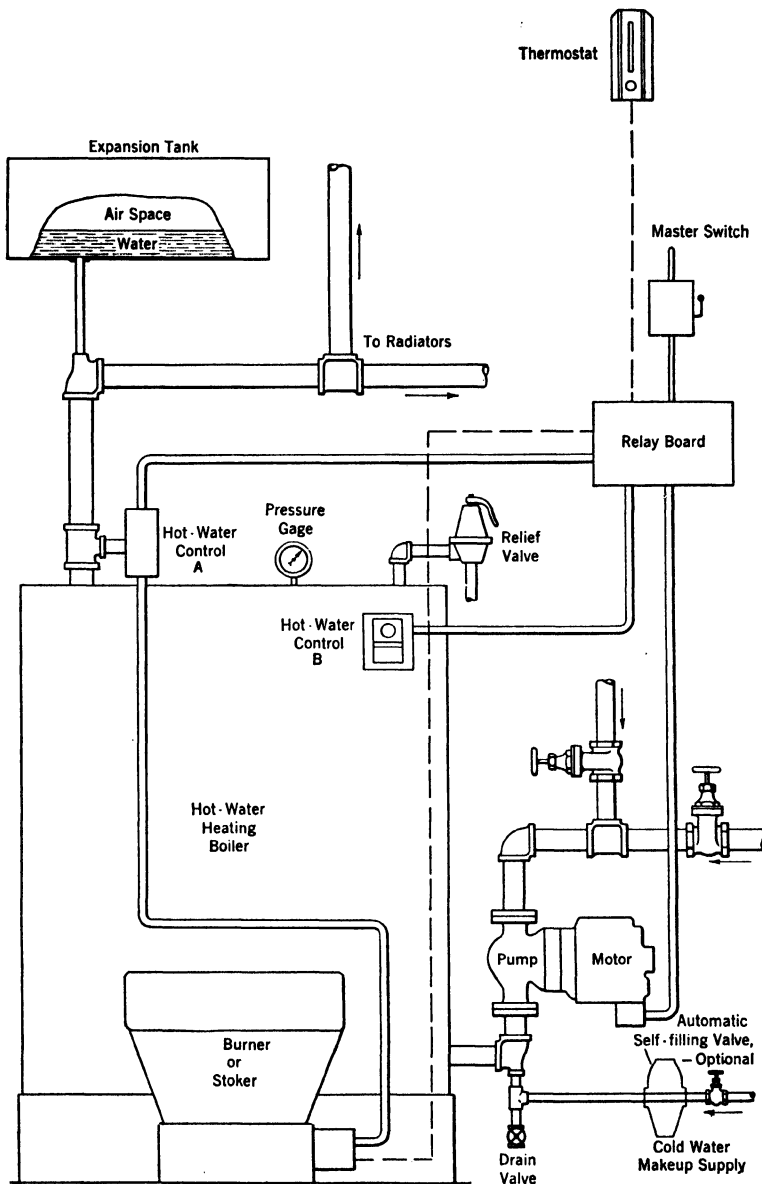 Thermostat
Expansion Tank
Air Space
Water
Master Switch
To Radiators
Relay Board
Hot-Water
Control
A
Pressure
Gage
Relief
Valve
Hot-Water
Control
B
Hot-Water
Heating
Boiler
Pump
Motor
Automatic
Self-filling Valve,
Optional
Burner
or
Stoker
Drain
Valve
Cold Water
Makeup Supply